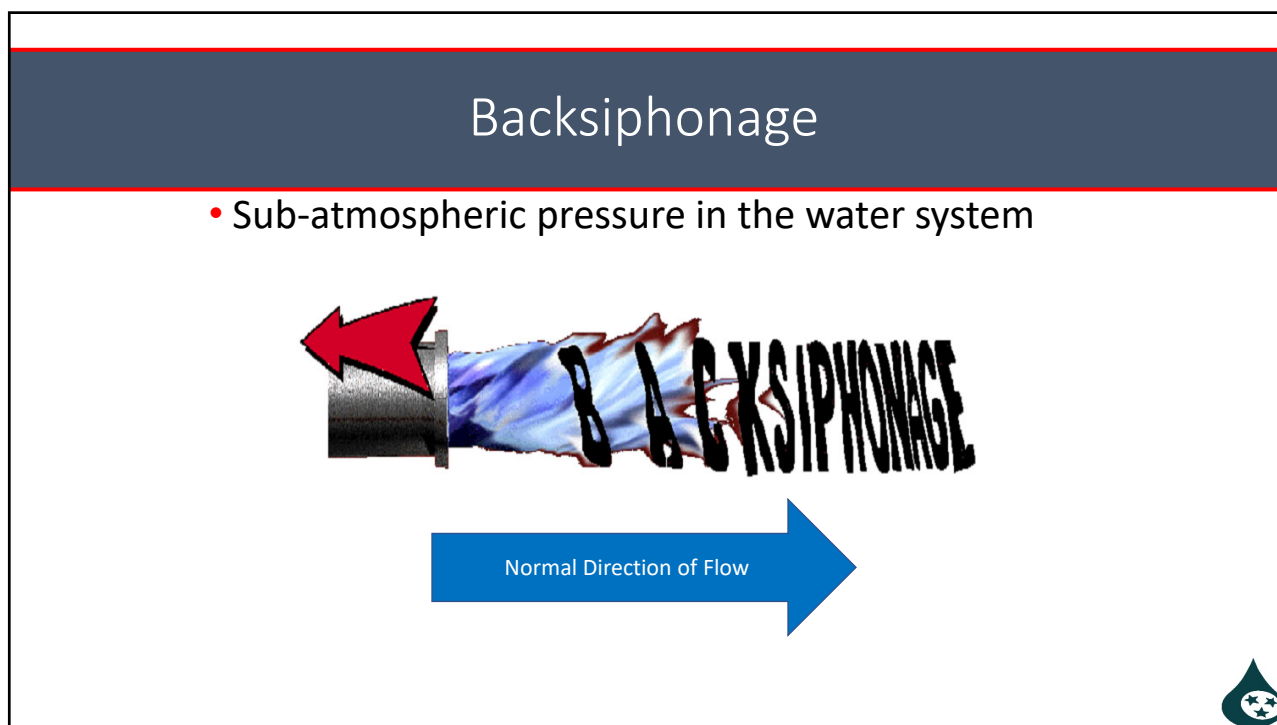 Backsiphonage
• Sub-atmospheric pressure in the water system
BACKSIPHONAGE
Normal Direction of Flow